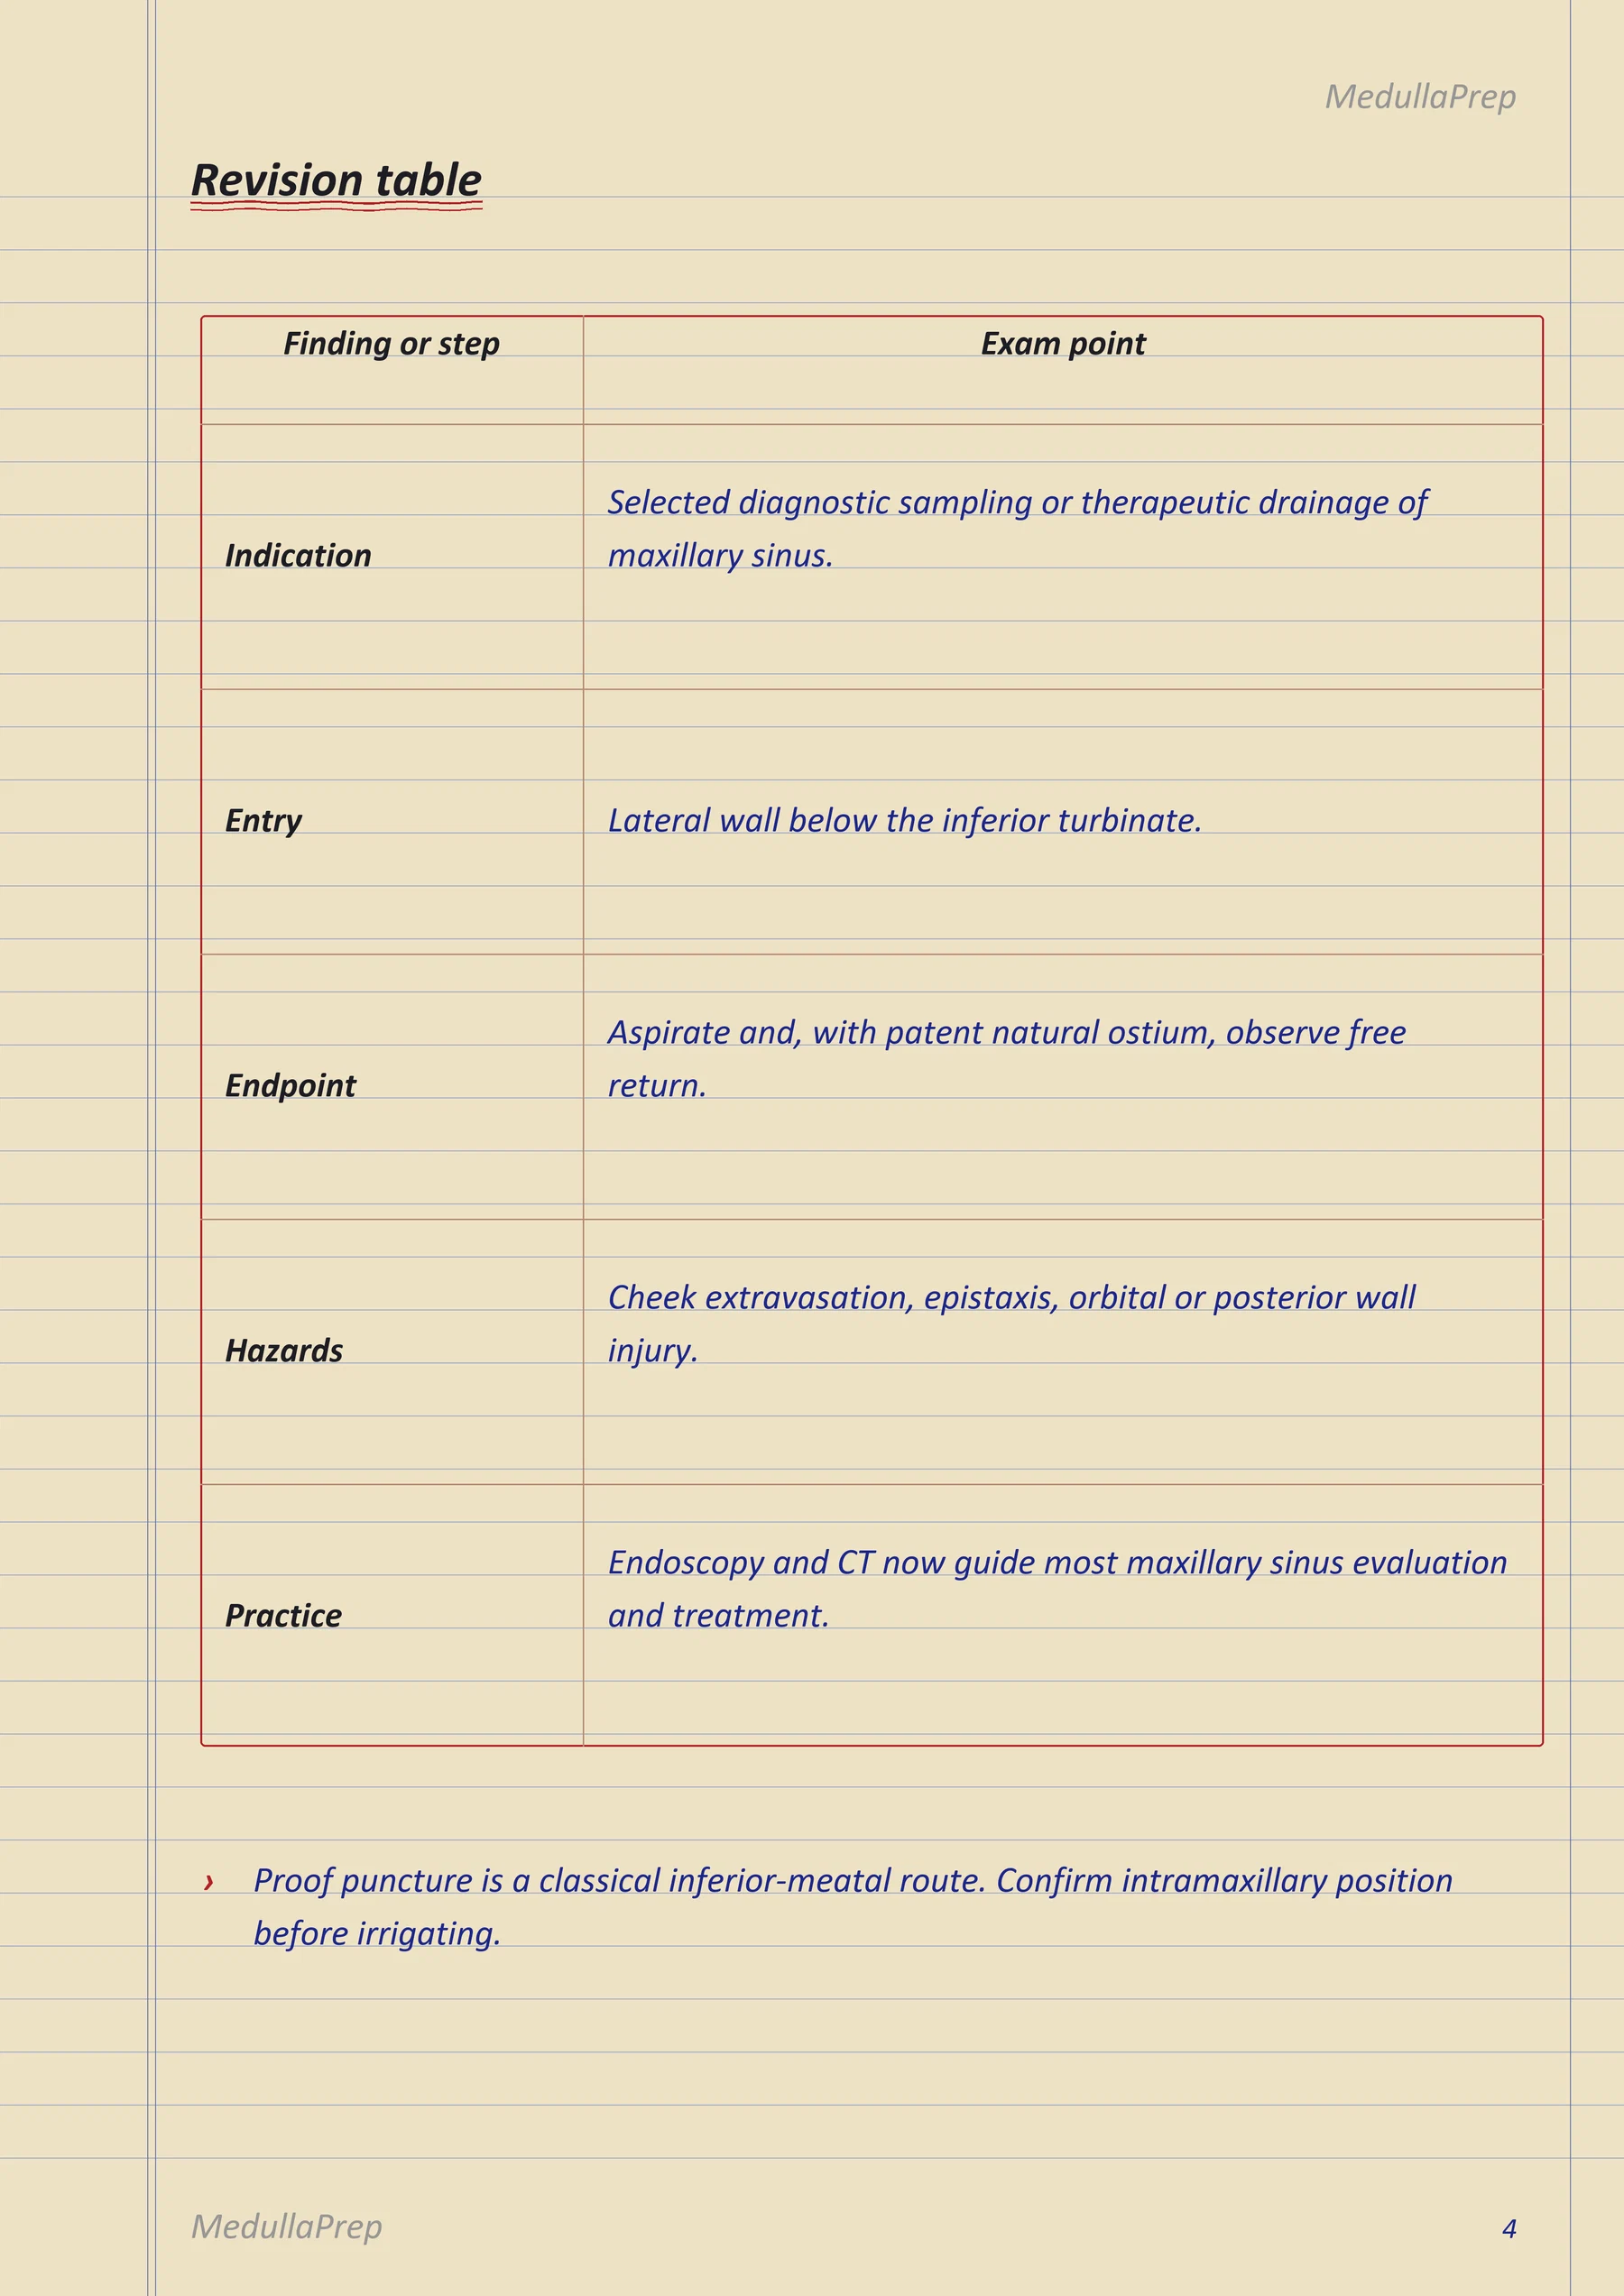 MedullaPrep
Revision table
Finding or step
Exam point
Indication
Selected diagnostic sampling or therapeutic drainage of
maxillary sinus.
Entry
Lateral wall below the inferior turbinate.
Endpoint
Aspirate and, with patent natural ostium, observe free
return.
Hazards
Cheek extravasation, epistaxis, orbital or posterior wall
injury.
Practice
Endoscopy and CT now guide most maxillary sinus evaluation
and treatment.
› Proof puncture is a classical inferior-meatal route. Confirm intramaxillary position
before irrigating.
MedullaPrep
4